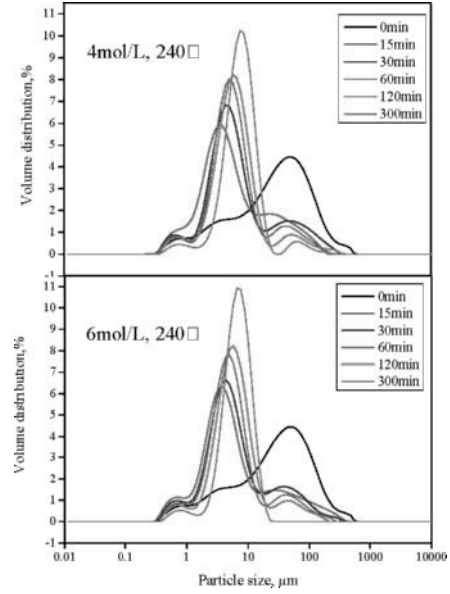 11
10
9
8
7
6
5
4
3
2
1
0
-1
Volume distribution,%
4mol/L, 240□
0min
15min
30min
60min
120min
300min
11
10
9
8
7
6
5
4
3
2
1
0
-1
Volume distribution,%
6mol/L, 240□
0min
15min
30min
60min
120min
300min
0.01 0.1 1 10 100 1000 10000
Particle size, μm